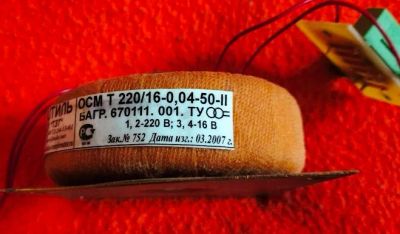 ТИЛЬ
ОСМ Т 220/16-0,04-50-II
БАГР. 670111. 001. ТУ
1, 2-220 В; 3, 4-16 В
Зак.№ 752 Дата изг.: 03.2007 г.